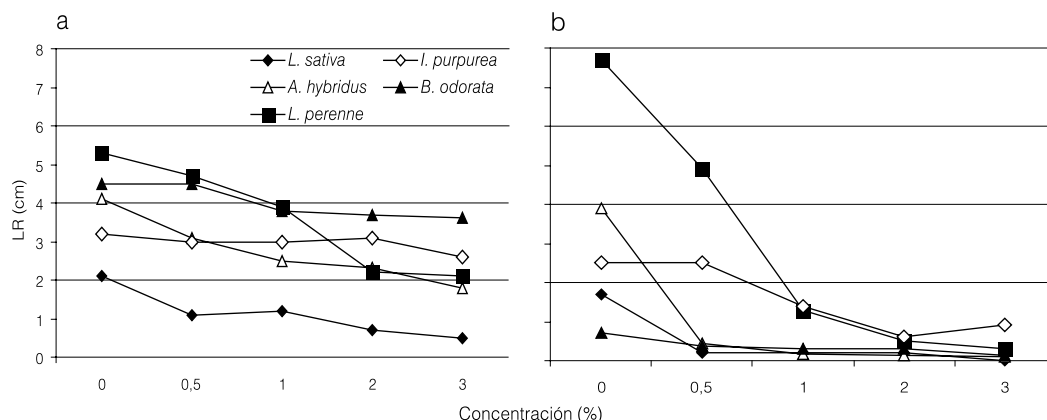 a
b
8
7
6
5
4
3
2
1
0
LR (cm)
L. sativa
I. purpurea
A. hybridus
B. odorata
L. perenne
0 0,5 1 2 3
0 0,5 1 2 3
Concentración (%)